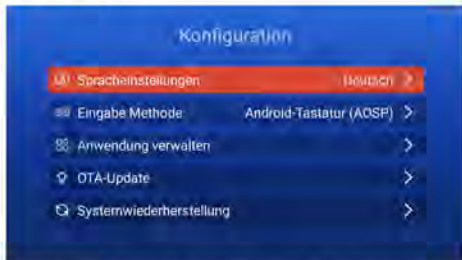 Konfiguration
Spracheinstellungen Deutsch
Eingabe Methode Android-Tastatur (AOSP)
Anwendung verwalten
OTA-Update
Systemwiederherstellung